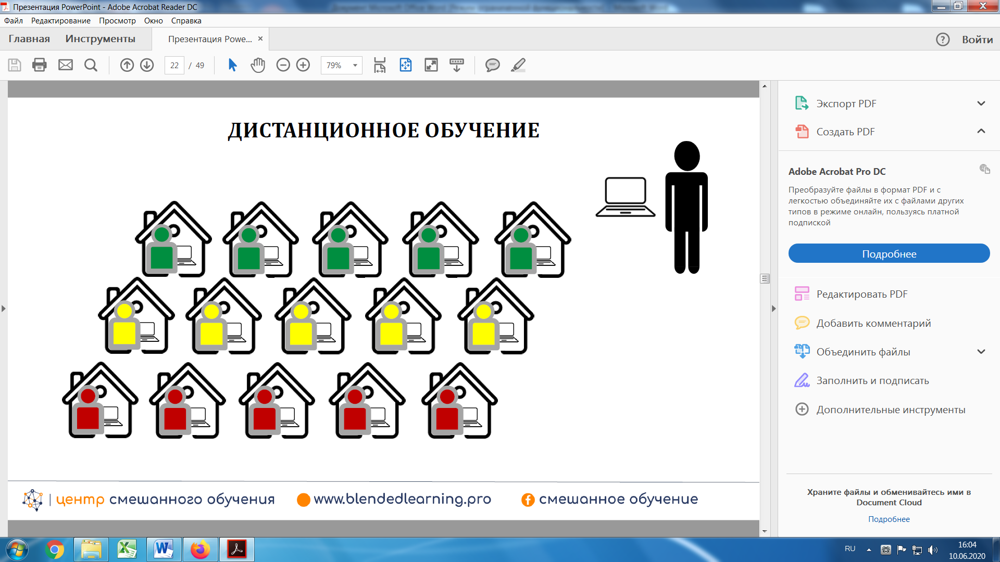 Презентация PowerPoint - Adobe Acrobat Reader DC
Файл Редактирование Просмотр Окно Справка
Главная Инструменты Презентация Powe... × ? Войти
22 / 49 79%
ДИСТАНЦИОННОЕ ОБУЧЕНИЕ
центр смешанного обучения www.blendedlearning.pro смешанное обучение
Экспорт PDF
Создать PDF
Adobe Acrobat Pro DC
Преобразуйте файлы в формат PDF и с
легкостью объединяйте их с файлами других
типов в режиме онлайн, пользуясь платной
подпиской
Подробнее
Редактировать PDF
Добавить комментарий
Объединить файлы
Заполнить и подписать
Дополнительные инструменты
Храните файлы и обменивайтесь ими в
Document Cloud
Подробнее
RU 16:04
10.06.2020